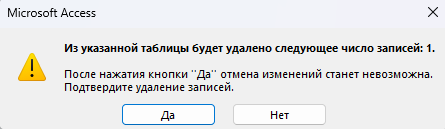 Microsoft Access
Из указанной таблицы будет удалено следующее число записей: 1.
После нажатия кнопки "Да" отмена изменений станет невозможна.
Подтвердите удаление записей.
Да
Нет